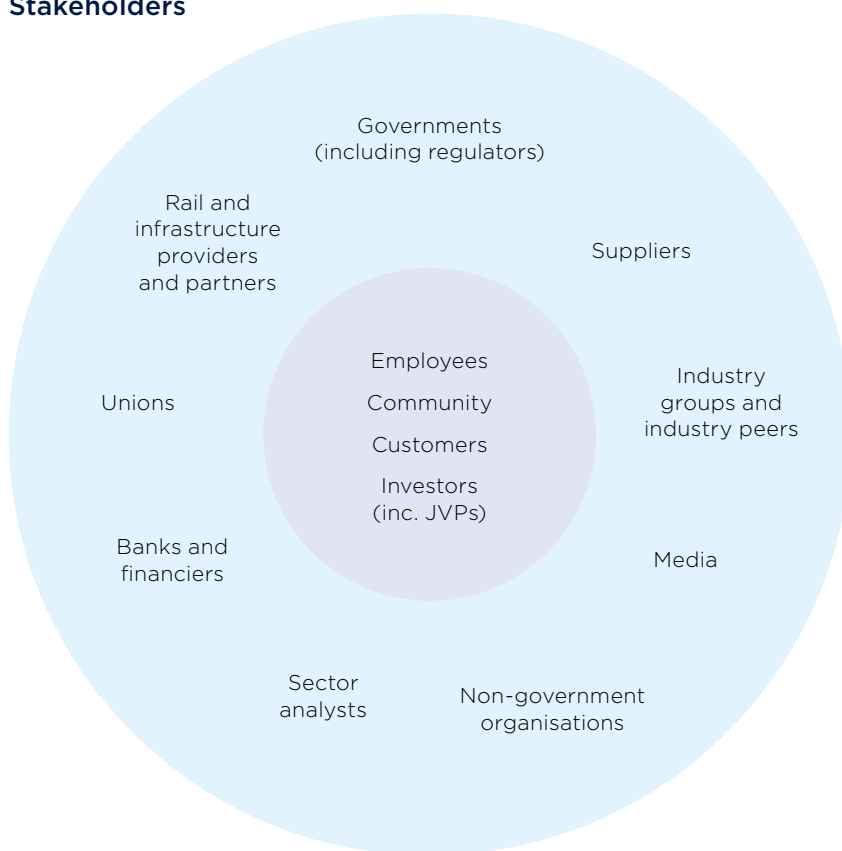 Stakeholders
Governments
(including regulators)
Rail and
infrastructure
providers
and partners
Suppliers
Employees
Community
Customers
Investors
(inc. JVPs)
Industry
groups and
industry peers
Unions
Banks and
financiers
Media
Sector
analysts
Non-government
organisations